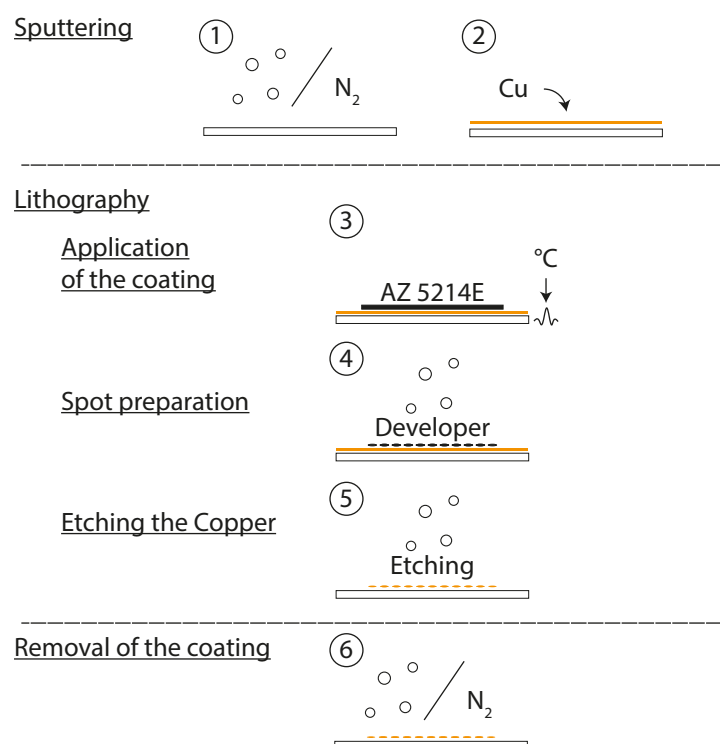 Sputtering
1
2
N2
Cu
Lithography
3
Application
of the coating
°C
AZ 5214E
4
Spot preparation
Developer
5
Etching the Copper
Etching
Removal of the coating
6
N2